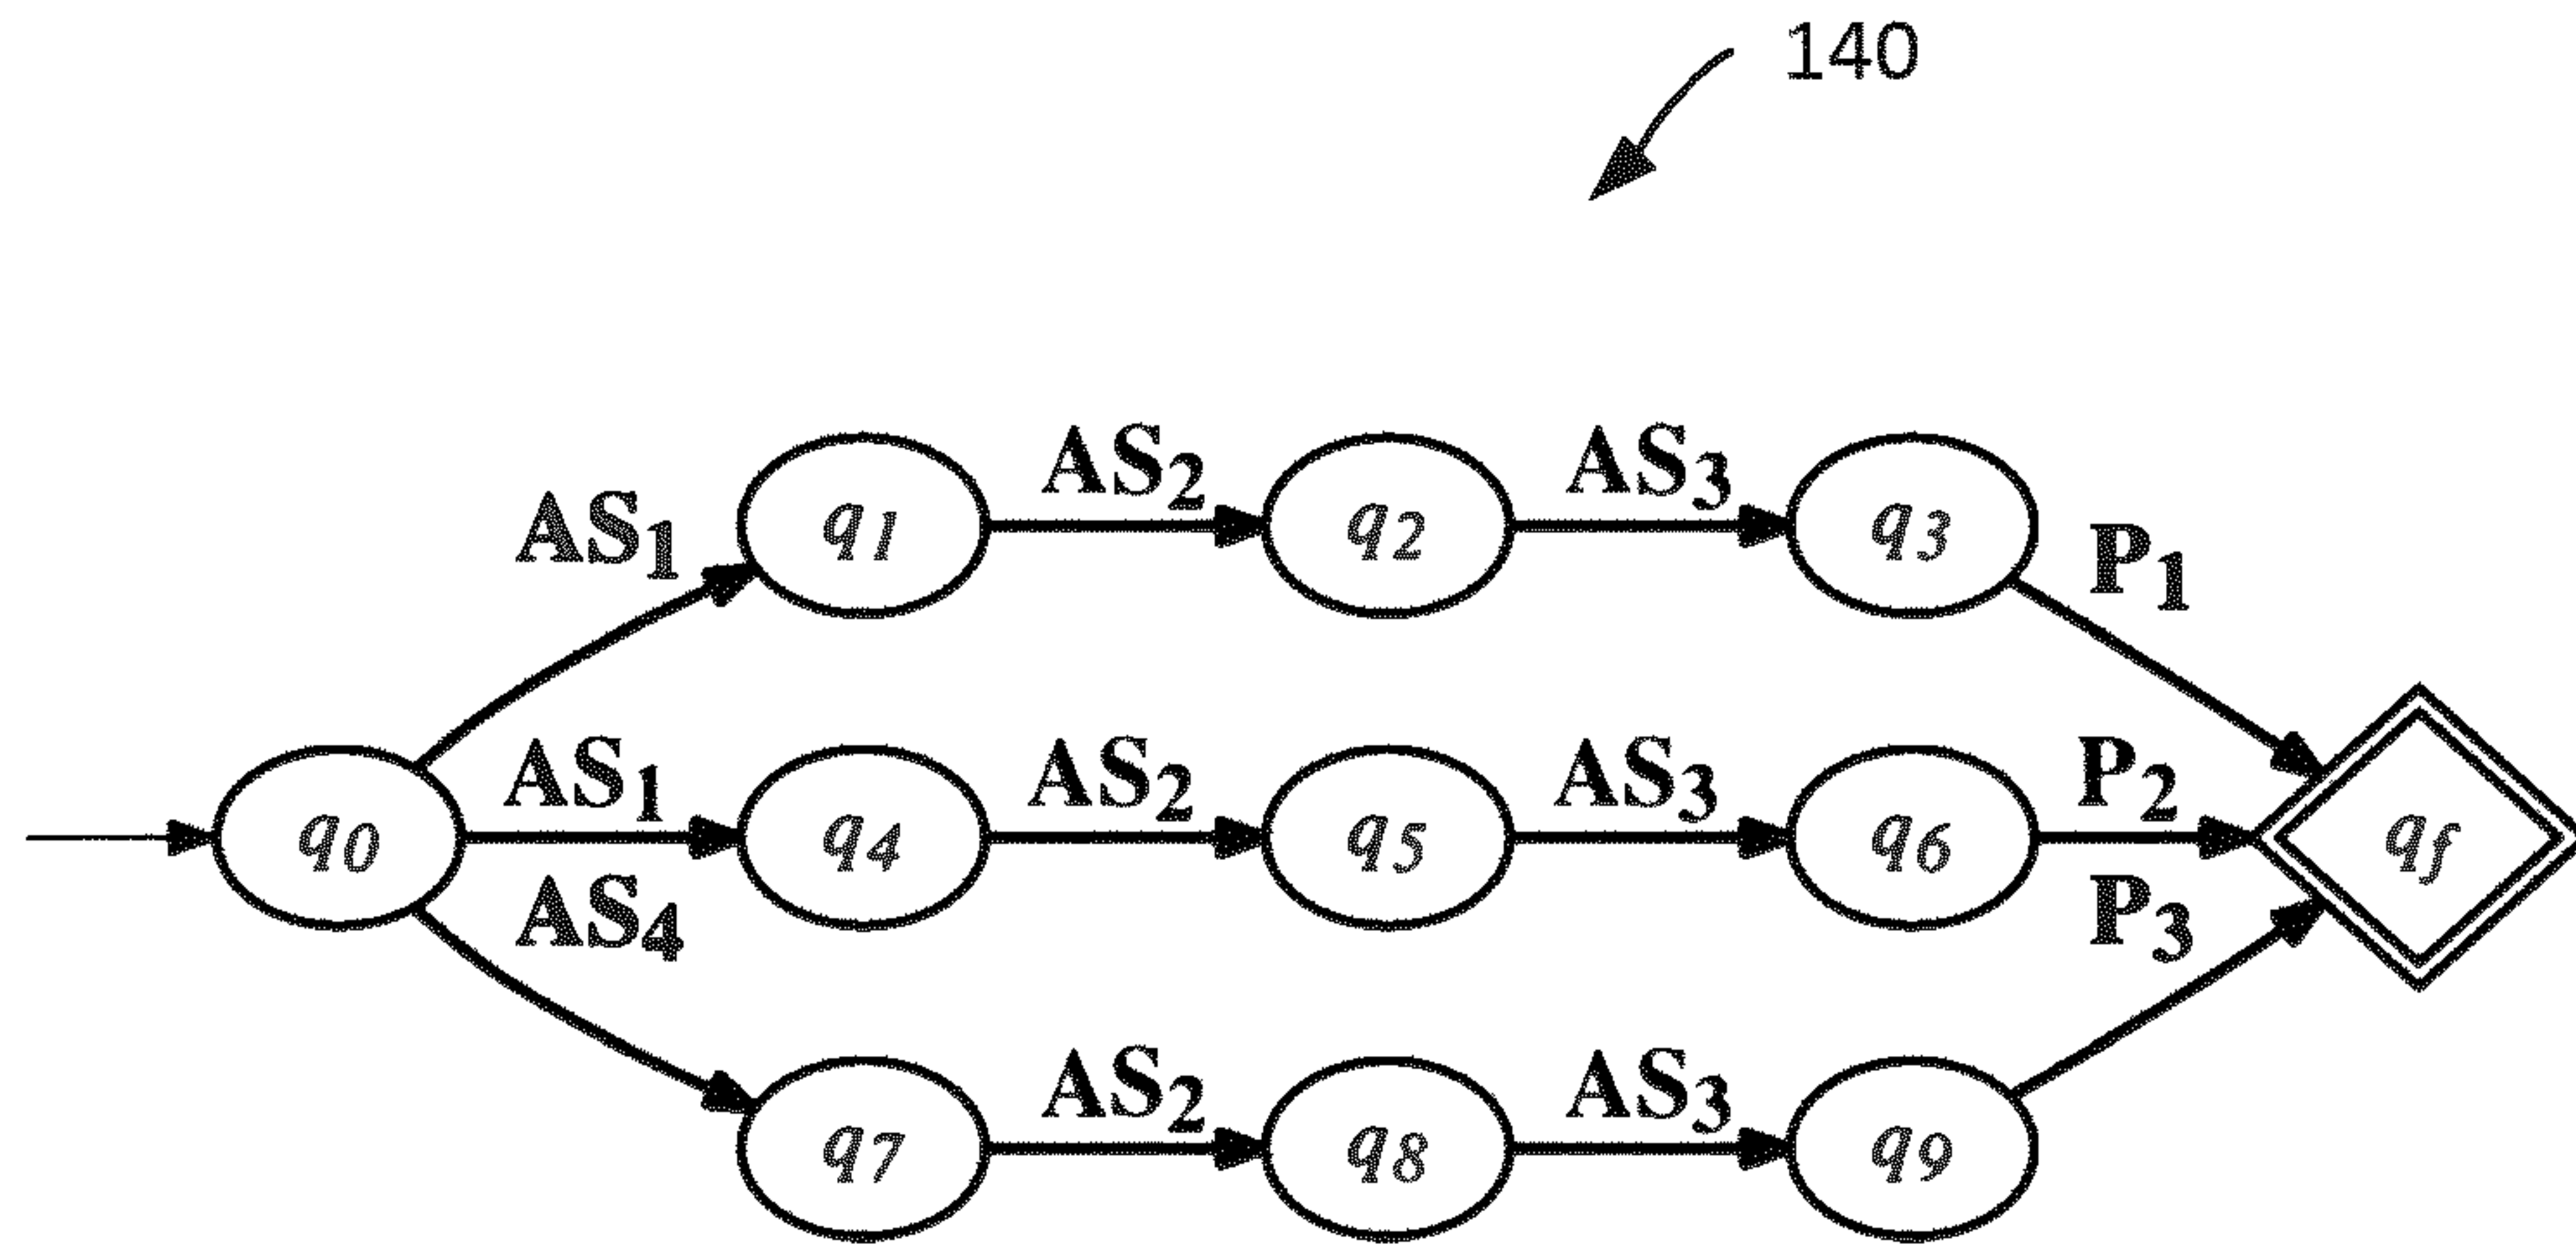 140
AS₁ q₁ AS₂ q₂ AS₃ q₃ P₁
q₀ AS₁ q₄ AS₂ q₅ AS₃ q₆ P₂ q_f
AS₄ q₇ AS₂ q₈ AS₃ q₉ P₃